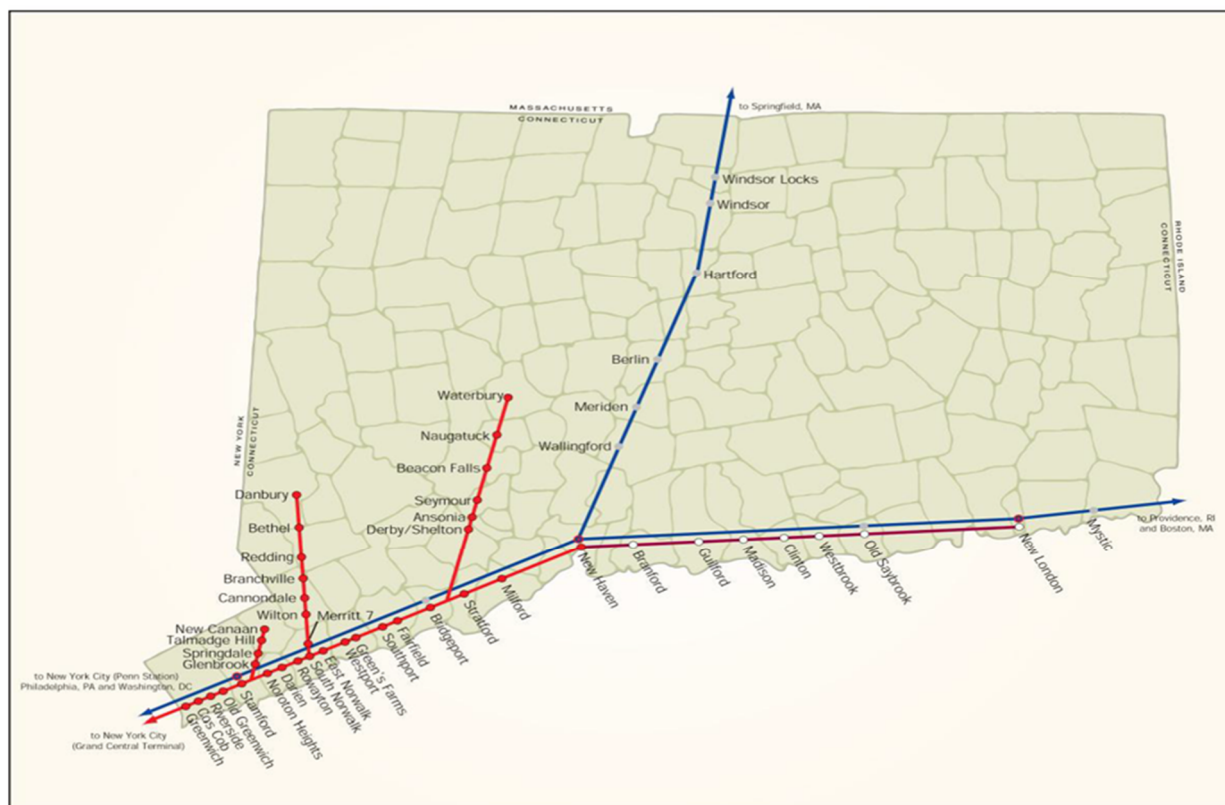 MASSACHUSETTS
CONNECTICUT
to Springfield, MA
Windsor Locks
Windsor
Hartford
RHODE ISLAND
CONNECTICUT
Berlin
Waterbury
Meriden
Naugatuck
Wallingford
NEW YORK
CONNECTICUT
Beacon Falls
Danbury
Seymour
Ansonia
Bethel
Derby/Shelton
to Providence, RI
and Boston, MA
Mystic
New London
Old Saybrook
Westbrook
Clinton
Madison
Guilford
Branford
New Haven
Redding
Branchville
Milford
Cannondale
Stratford
Wilton
Merritt 7
Bridgeport
New Canaan
Fairfield
Talmadge Hill
Southport
Springdale
Green's Farms
Glenbrook
Westport
East Norwalk
South Norwalk
Rowayton
Darien
Noroton Heights
to New York City (Penn Station)
Philadelphia, PA and Washington, DC
Stamford
Old Greenwich
Riverside
Cos Cob
Greenwich
to New York City
(Grand Central Terminal)